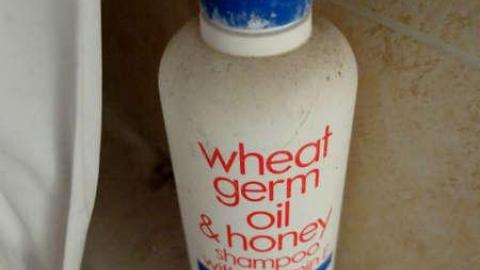 wheat
germ
oil
& honey
shampoo